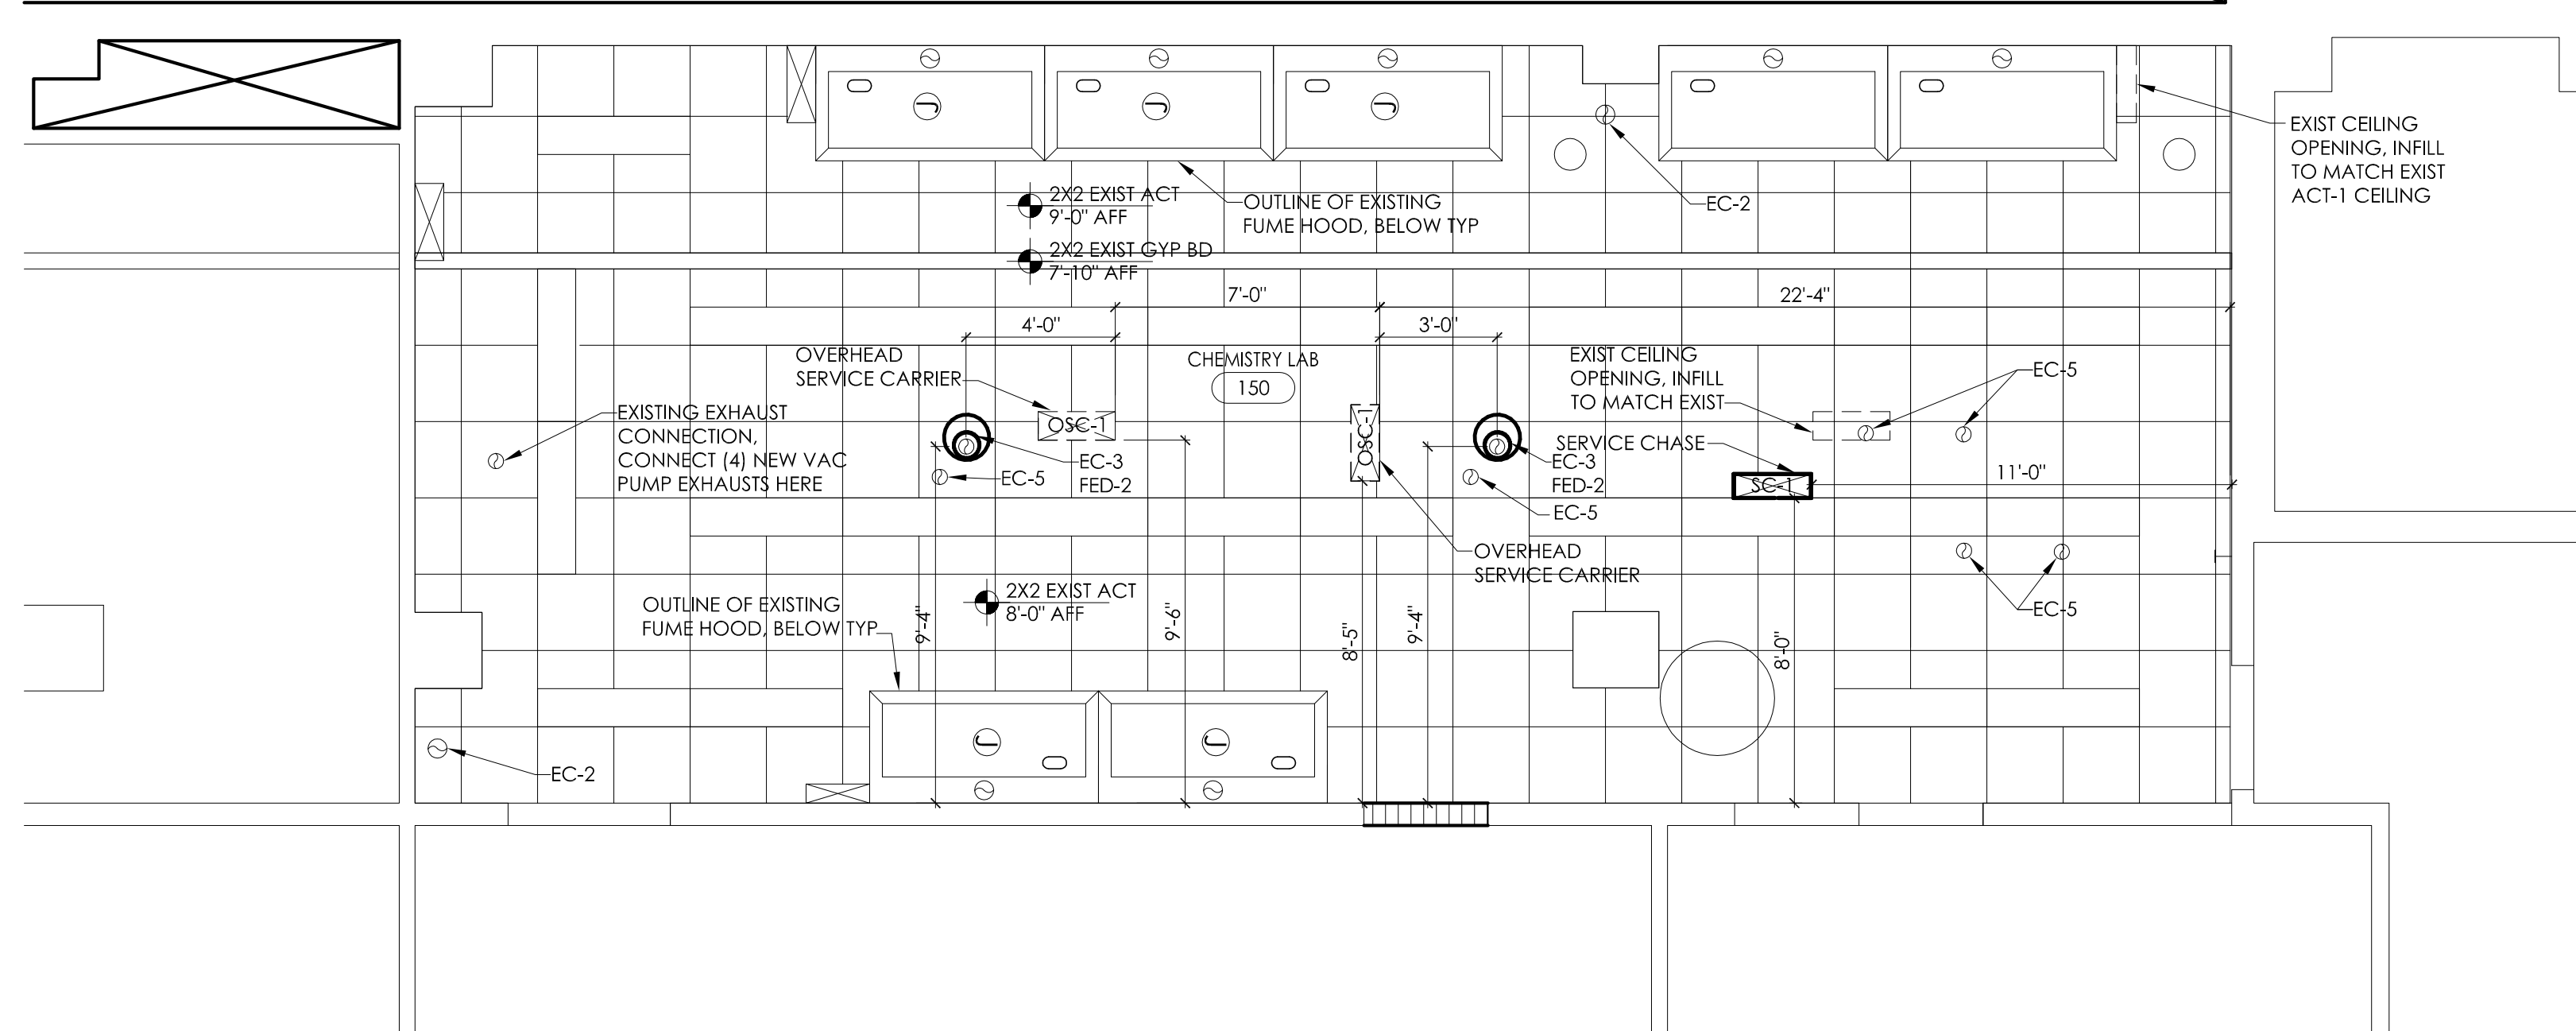 EXIST CEILING
OPENING, INFILL
TO MATCH EXIST
ACT-1 CEILING
J
J
J
2X2 EXIST ACT
9'-0" AFF
OUTLINE OF EXISTING
FUME HOOD, BELOW TYP
EC-2
2X2 EXIST GYP BD
7'-10" AFF
7'-0"
22'-4"
4'-0"
3'-0"
OVERHEAD
SERVICE CARRIER
CHEMISTRY LAB
150
EXIST CEILING
OPENING, INFILL
TO MATCH EXIST
EC-5
EXISTING EXHAUST
CONNECTION,
CONNECT (4) NEW VAC
PUMP EXHAUSTS HERE
OSC-1
OSC-1
SERVICE CHASE
EC-3
FED-2
EC-5
EC-3
FED-2
EC-5
SC-1
11'-0"
OVERHEAD
SERVICE CARRIER
2X2 EXIST ACT
8'-0" AFF
OUTLINE OF EXISTING
FUME HOOD, BELOW TYP
9'-4"
9'-6"
8'-5"
9'-4"
8'-0"
EC-5
J
J
EC-2